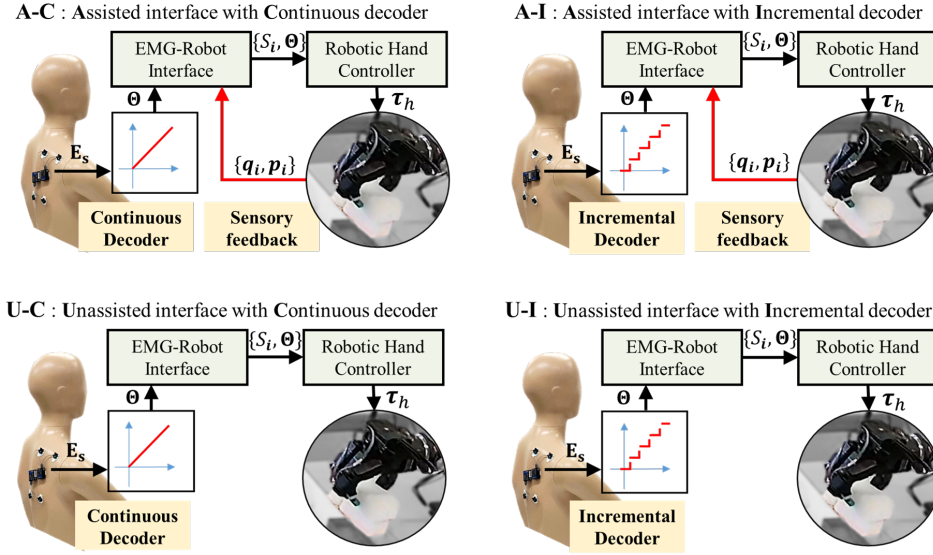 A-C : Assisted interface with Continuous decoder
EMG-Robot
Interface
{S_i, Θ}
Robotic Hand
Controller
Θ
τ_h
E_s
{q_i, p_i}
Continuous
Decoder
Sensory
feedback
A-I : Assisted interface with Incremental decoder
EMG-Robot
Interface
{S_i, Θ}
Robotic Hand
Controller
Θ
τ_h
E_s
{q_i, p_i}
Incremental
Decoder
Sensory
feedback
U-C : Unassisted interface with Continuous decoder
EMG-Robot
Interface
{S_i, Θ}
Robotic Hand
Controller
Θ
τ_h
E_s
Continuous
Decoder
U-I : Unassisted interface with Incremental decoder
EMG-Robot
Interface
{S_i, Θ}
Robotic Hand
Controller
Θ
τ_h
E_s
Incremental
Decoder